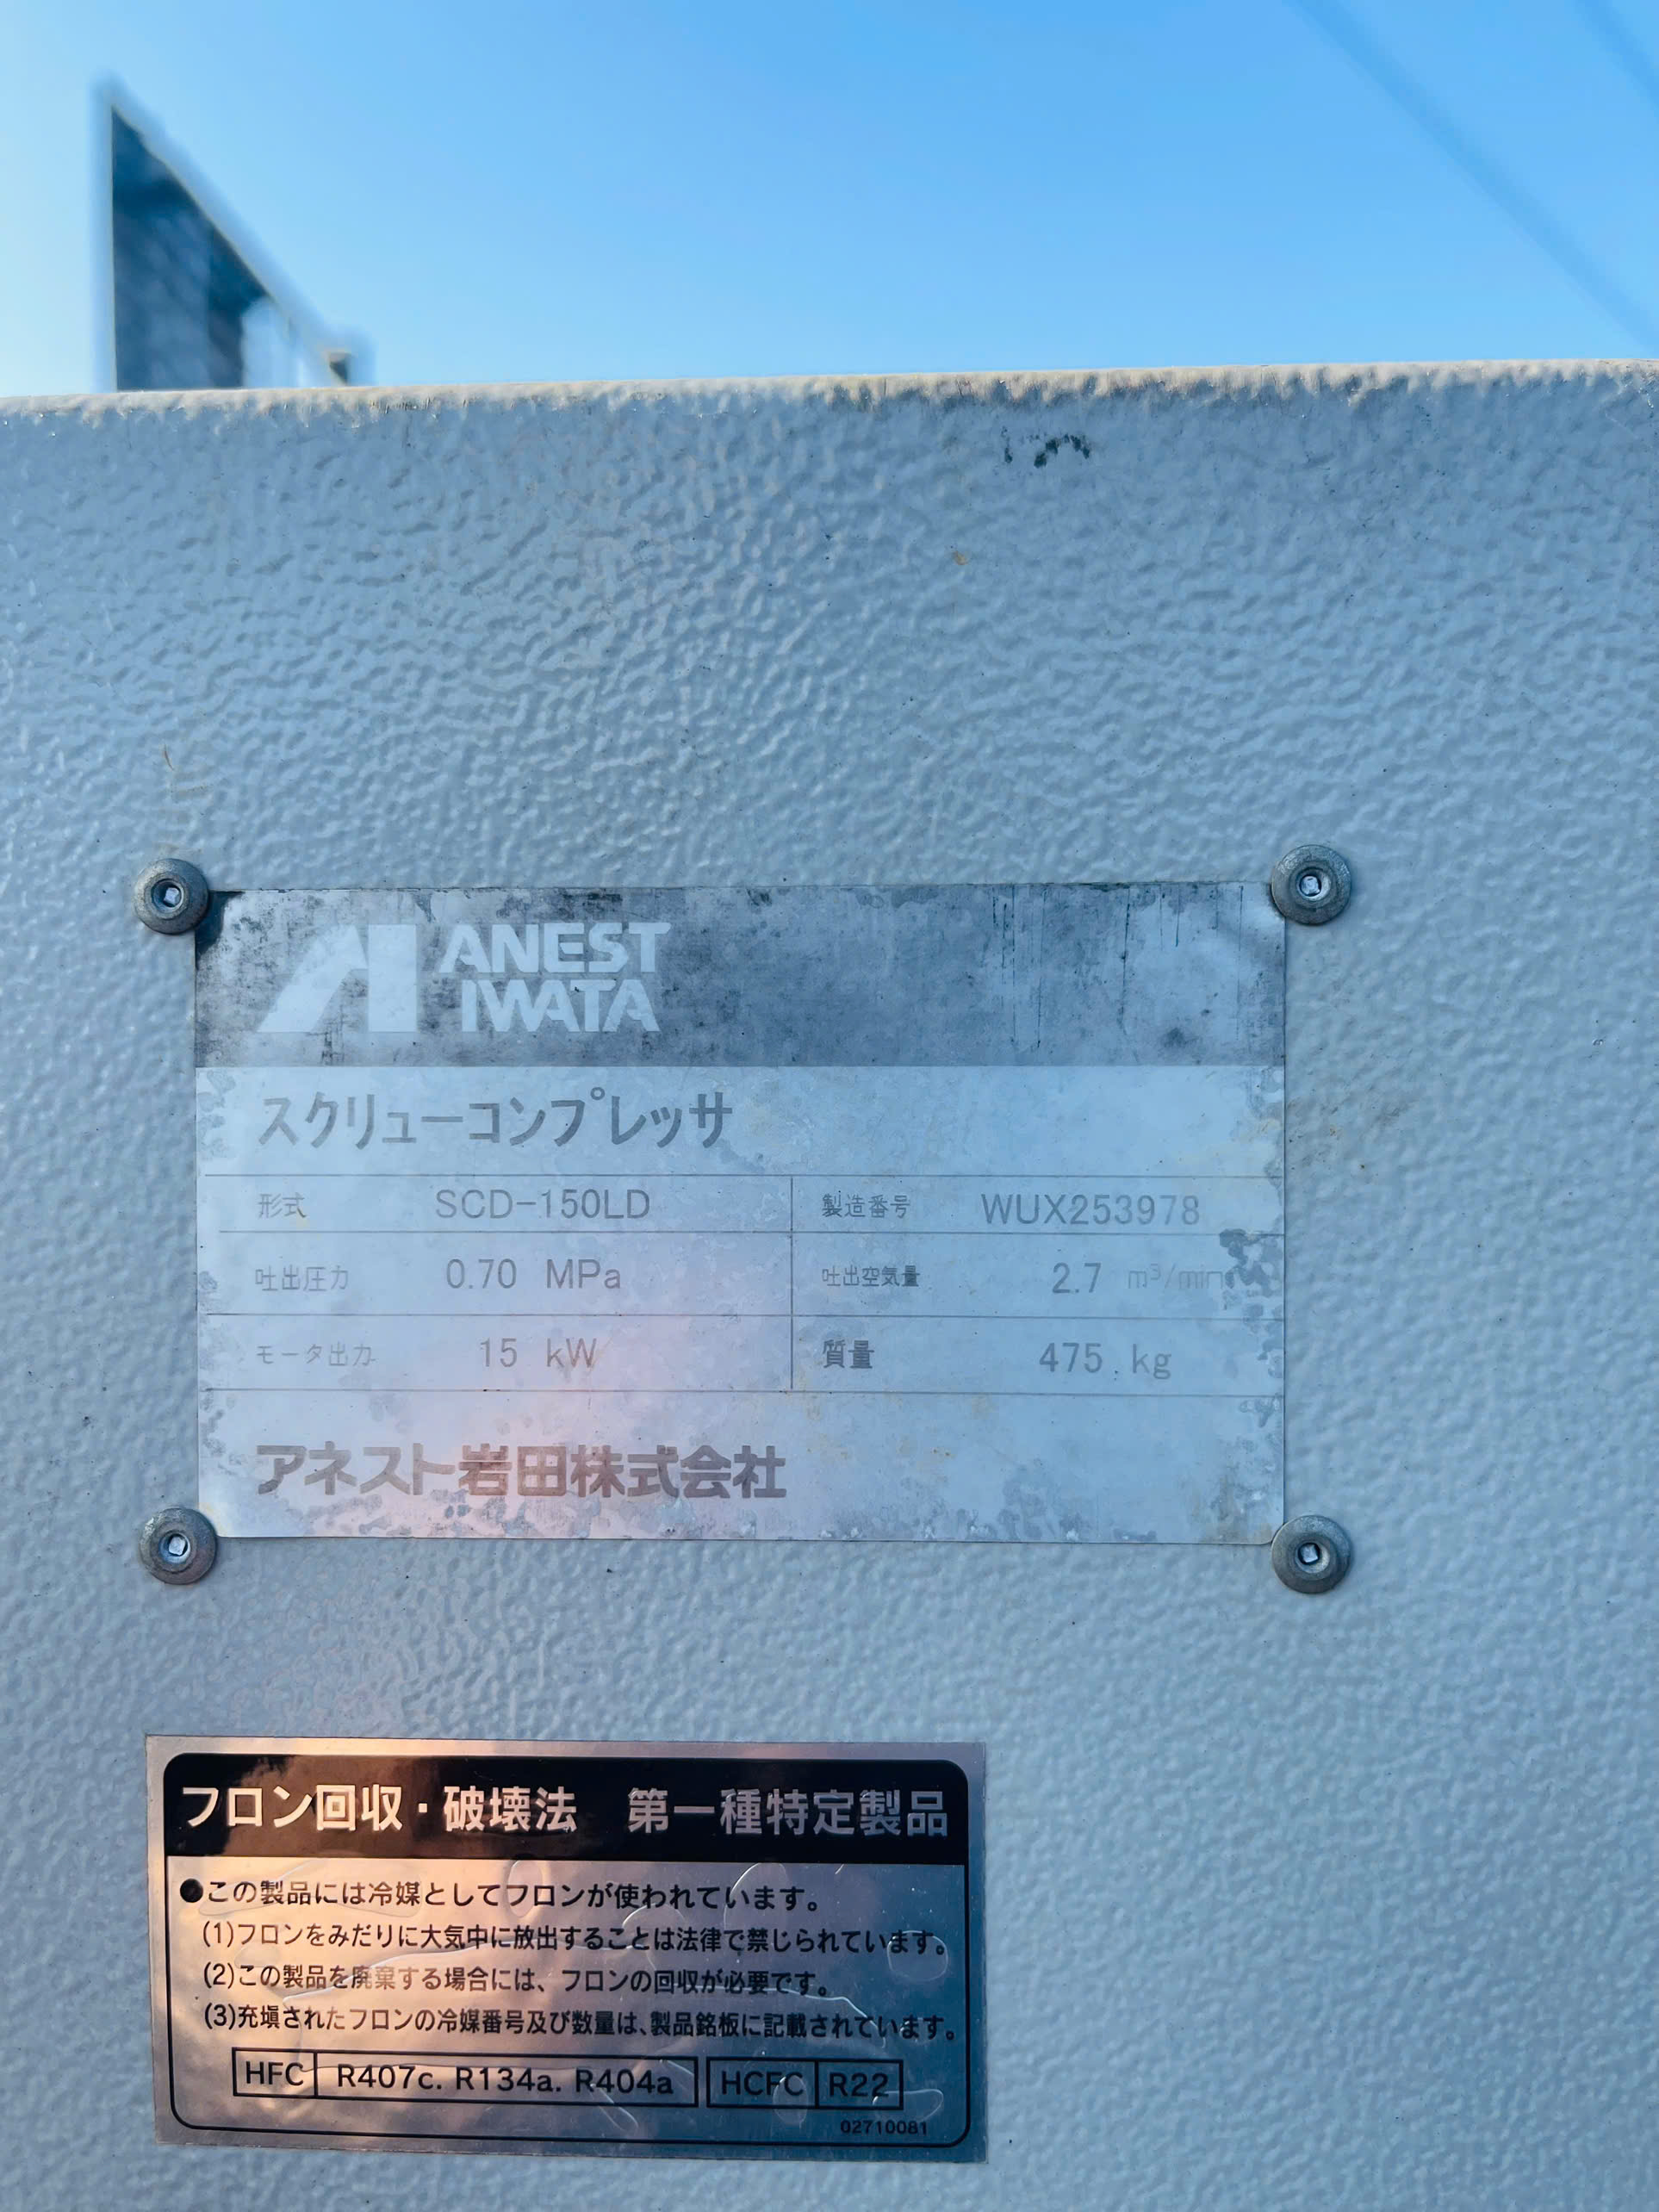 ANEST
IWATA
スクリューコンプレッサ
形式 SCD-150LD 製造番号 WUX253978
吐出圧力 0.70 MPa 吐出空気量 2.7 m³/min
モータ出力 15 kW 質量 475 kg
アネスト岩田株式会社
フロン回収・破壊法 第一種特定製品
●この製品には冷媒としてフロンが使われています。
(1)フロンをみだりに大気中に放出することは法律で禁じられています。
(2)この製品を廃棄する場合には、フロンの回収が必要です。
(3)充塡されたフロンの冷媒番号及び数量は、製品銘板に記載されています。
HFC R407c. R134a. R404a HCFC R22
02710081